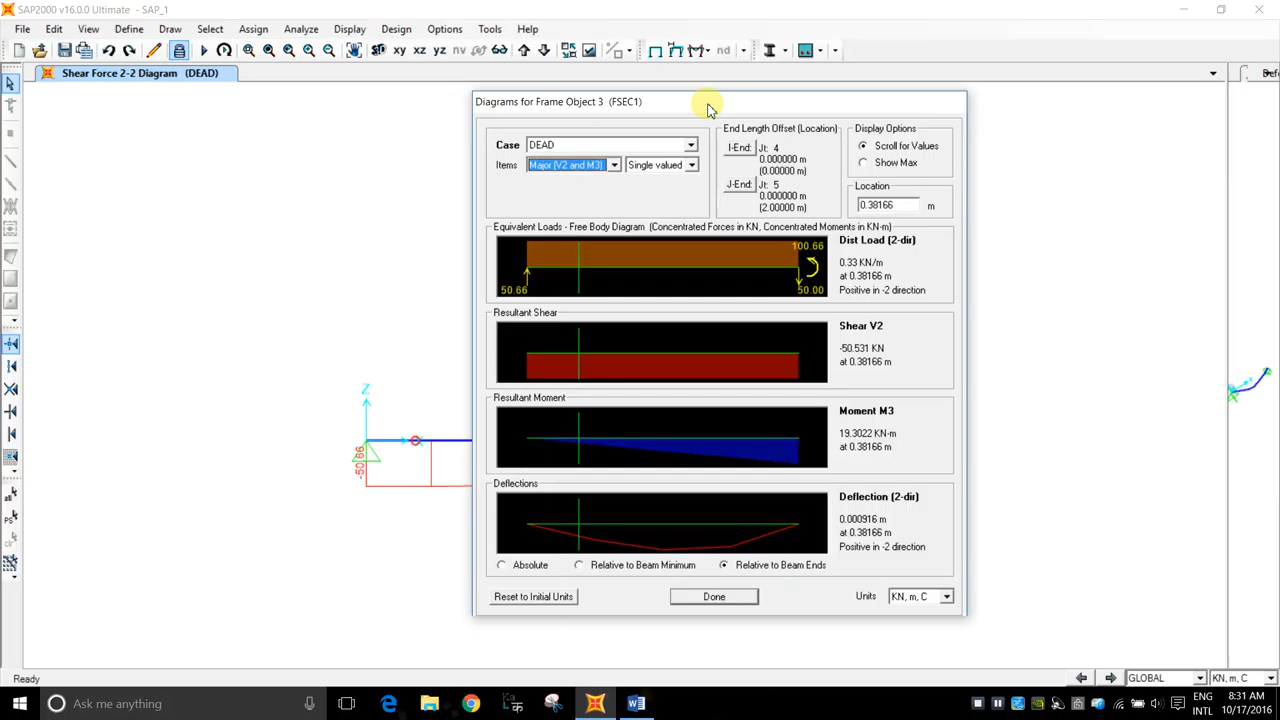 SAP2000 v16.0.0 Ultimate - SAP_1
File Edit View Define Draw Select Assign Analyze Display Design Options Tools Help
3D xy xz yz nv nd
Shear Force 2-2 Diagram (DEAD)
Diagrams for Frame Object 3 (FSEC1)
Case DEAD
Items Major (V2 and M3) Single valued
End Length Offset (Location)
I-End: Jt: 4
0.000000 m
(0.00000 m)
J-End: Jt: 5
0.000000 m
(2.00000 m)
Display Options
Scroll for Values
Show Max
Location
0.38166 m
Equivalent Loads - Free Body Diagram (Concentrated Forces in KN, Concentrated Moments in KN-m)
100.66
50.66 50.00
Dist Load (2-dir)
0.33 KN/m
at 0.38166 m
Positive in -2 direction
Resultant Shear
Shear V2
-50.531 KN
at 0.38166 m
Resultant Moment
Moment M3
19.3022 KN-m
at 0.38166 m
Deflections
Deflection (2-dir)
0.000916 m
at 0.38166 m
Positive in -2 direction
Absolute Relative to Beam Minimum Relative to Beam Ends
Reset to Initial Units Done Units KN, m, C
Z
-50.66
PS
clr
Ready GLOBAL KN, m, C
Ask me anything
ENG
INTL
8:31 AM
10/17/2016